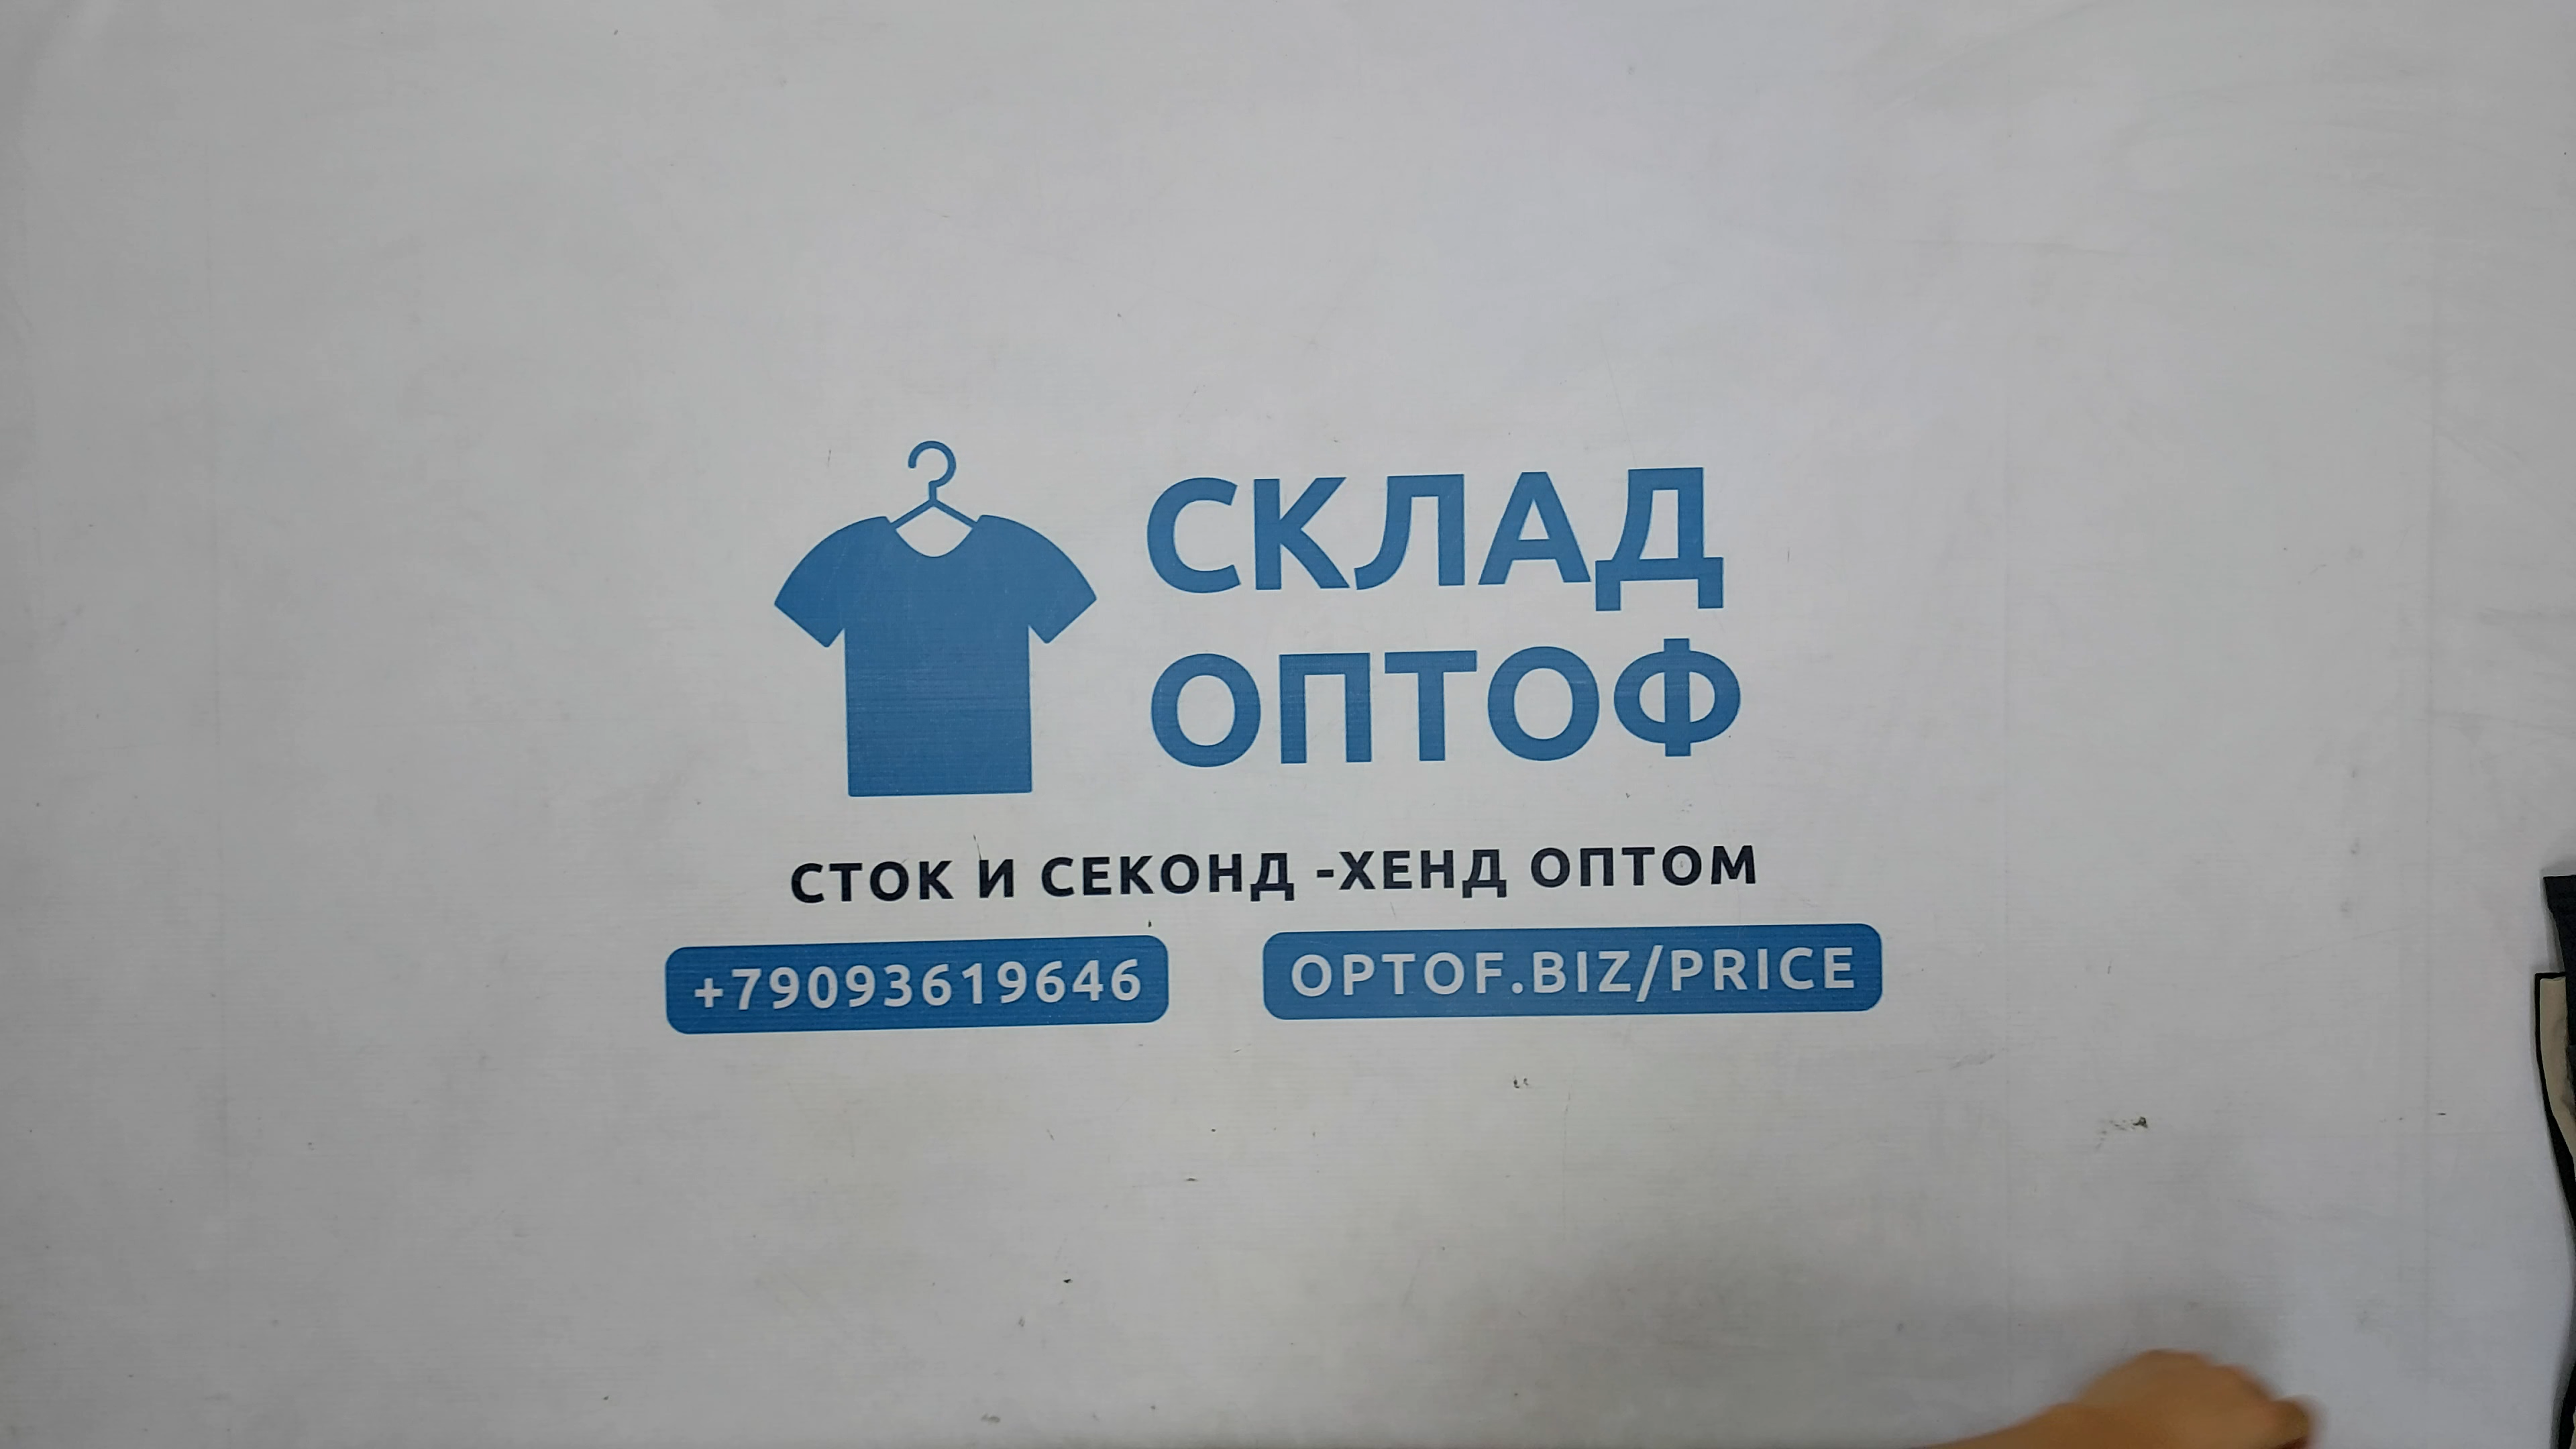 СКЛАД
ОПТОФ
СТОК И СЕКОНД -ХЕНД ОПТОМ
+79093619646
OPTOF.BIZ/PRICE